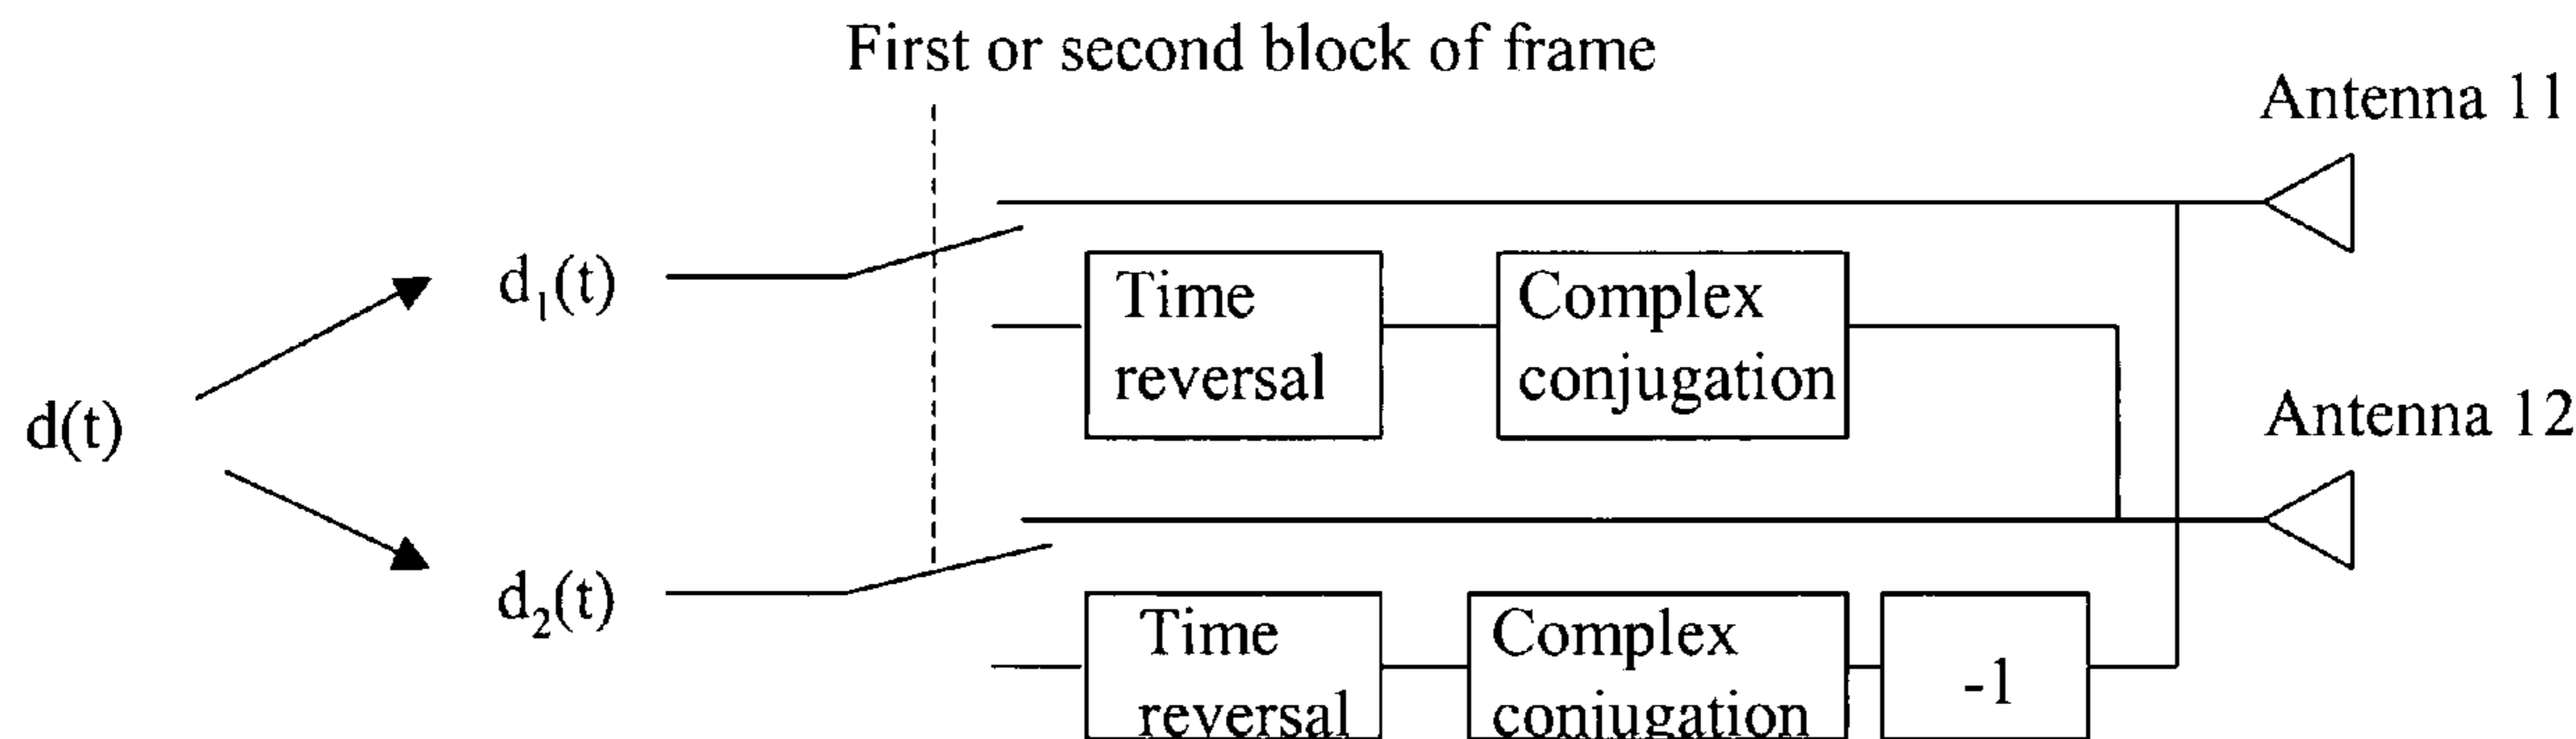 First or second block of frame
Antenna 11
d₁(t)
Time
reversal
Complex
conjugation
d(t)
Antenna 12
d₂(t)
Time
reversal
Complex
conjugation
-1